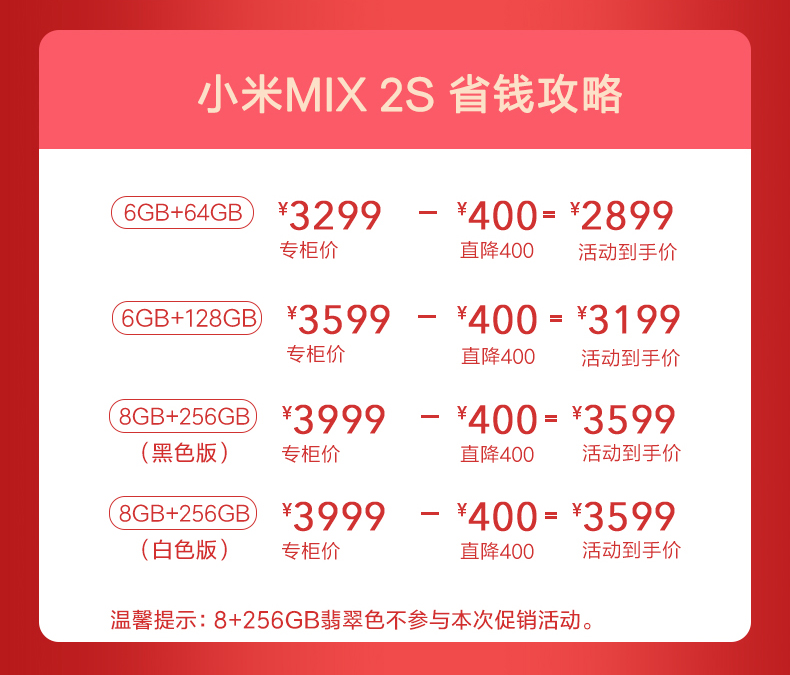 小米MIX 2S 省钱攻略
6GB+64GB ¥3299 – ¥400= ¥2899
专柜价 直降400 活动到手价
6GB+128GB ¥3599 – ¥400 = ¥3199
专柜价 直降400 活动到手价
8GB+256GB ¥3999 – ¥400= ¥3599
（黑色版） 专柜价 直降400 活动到手价
8GB+256GB ¥3999 – ¥400= ¥3599
（白色版） 专柜价 直降400 活动到手价
温馨提示：8+256GB翡翠色不参与本次促销活动。